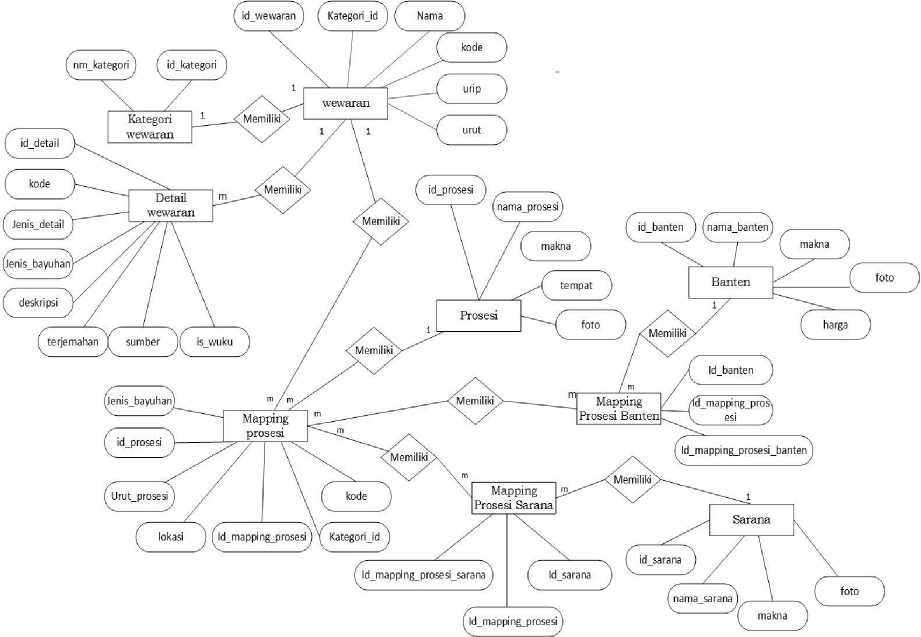 id_wewaran
Kategori_id
Nama
kode
nm_kategori
id_kategori
urip
1
wewaran
1
Memiliki
Kategori
wewaran
urut
1
1
id_detail
kode
Memiliki
id_prosesi
m
Detail
wewaran
nama_prosesi
Jenis_detail
Memiliki
id_banten
nama_banten
makna
makna
Jenis_bayuhan
tempat
Banten
foto
deskripsi
Prosesi
1
foto
harga
1
Memiliki
terjemahan
sumber
is_wuku
Memiliki
Id_banten
m
Jenis_bayuhan
m
m
m
Memiliki
m
Mapping
Prosesi Banten
Id_mapping_pros
esi
Mapping
prosesi
m
id_prosesi
Id_mapping_prosesi_banten
Memiliki
m
Memiliki
Urut_prosesi
kode
Mapping
Prosesi Sarana
m
1
Sarana
lokasi
Id_mapping_prosesi
Kategori_id
id_sarana
Id_mapping_prosesi_sarana
Id_sarana
foto
nama_sarana
makna
Id_mapping_prosesi